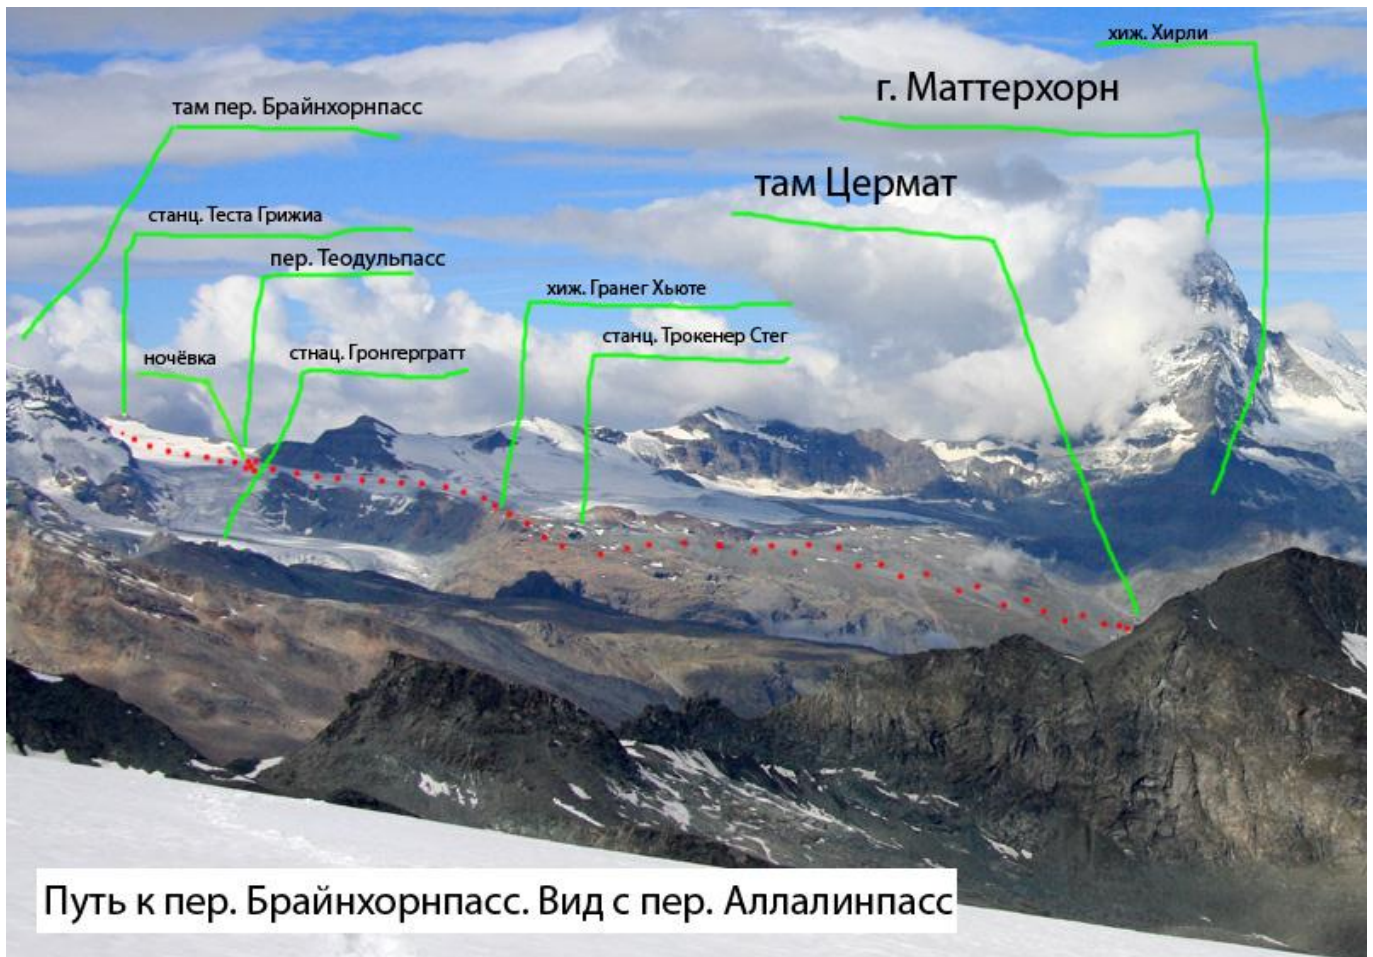 хиж. Хирли
г. Маттерхорн
там пер. Брайнхорнпасс
там Цермат
станц. Теста Грижиа
пер. Теодульпасс
хиж. Гранег Хьюте
станц. Трокенер Стег
ночёвка
стнац. Гронгергратт
Путь к пер. Брайнхорнпасс. Вид с пер. Аллалинпасс